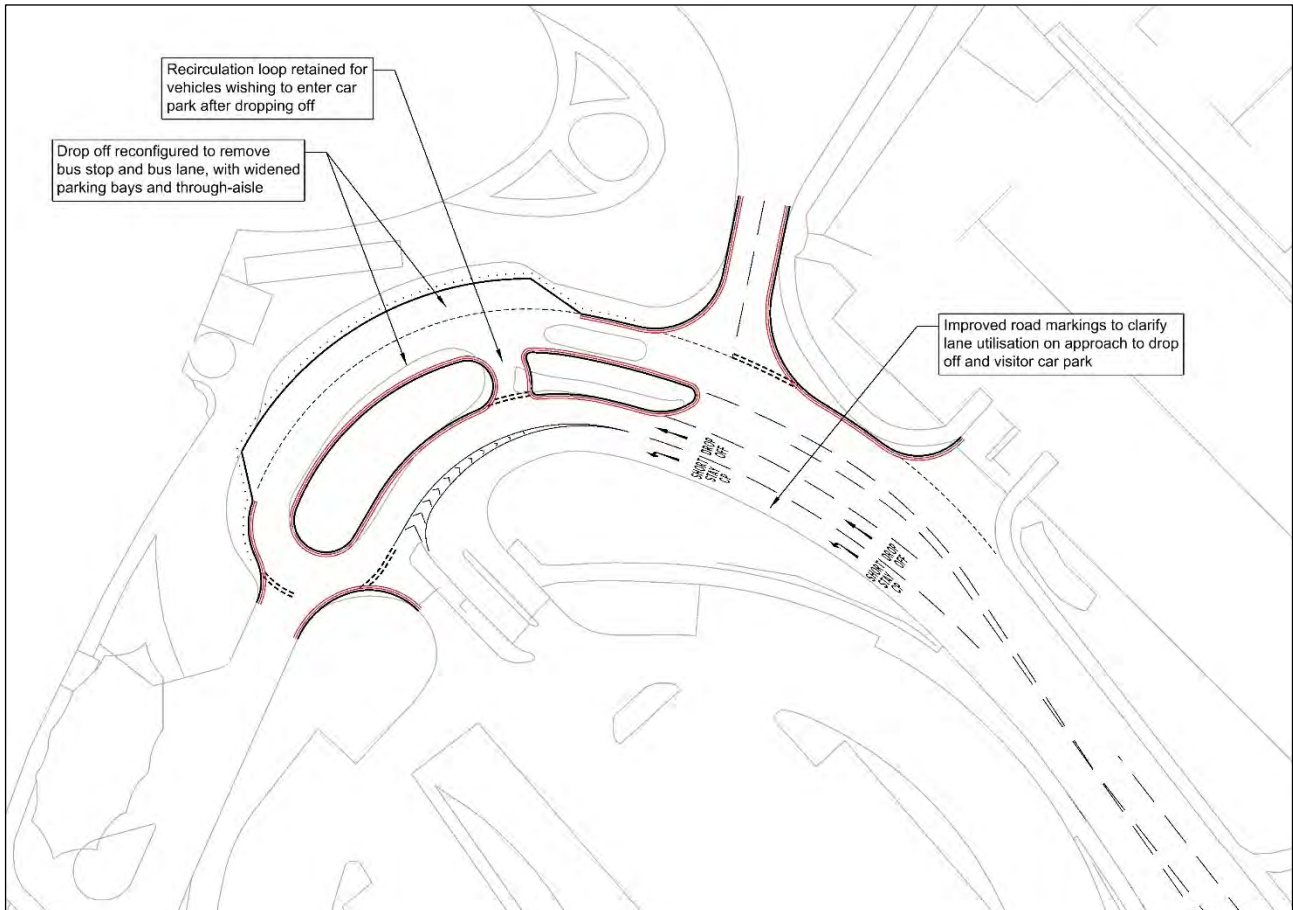 Recirculation loop retained for
vehicles wishing to enter car
park after dropping off
Drop off reconfigured to remove
bus stop and bus lane, with widened
parking bays and through-aisle
Improved road markings to clarify
lane utilisation on approach to drop
off and visitor car park
DROP
OFF
SHORT
STAY
CP
DROP
OFF
SHORT
STAY
CP